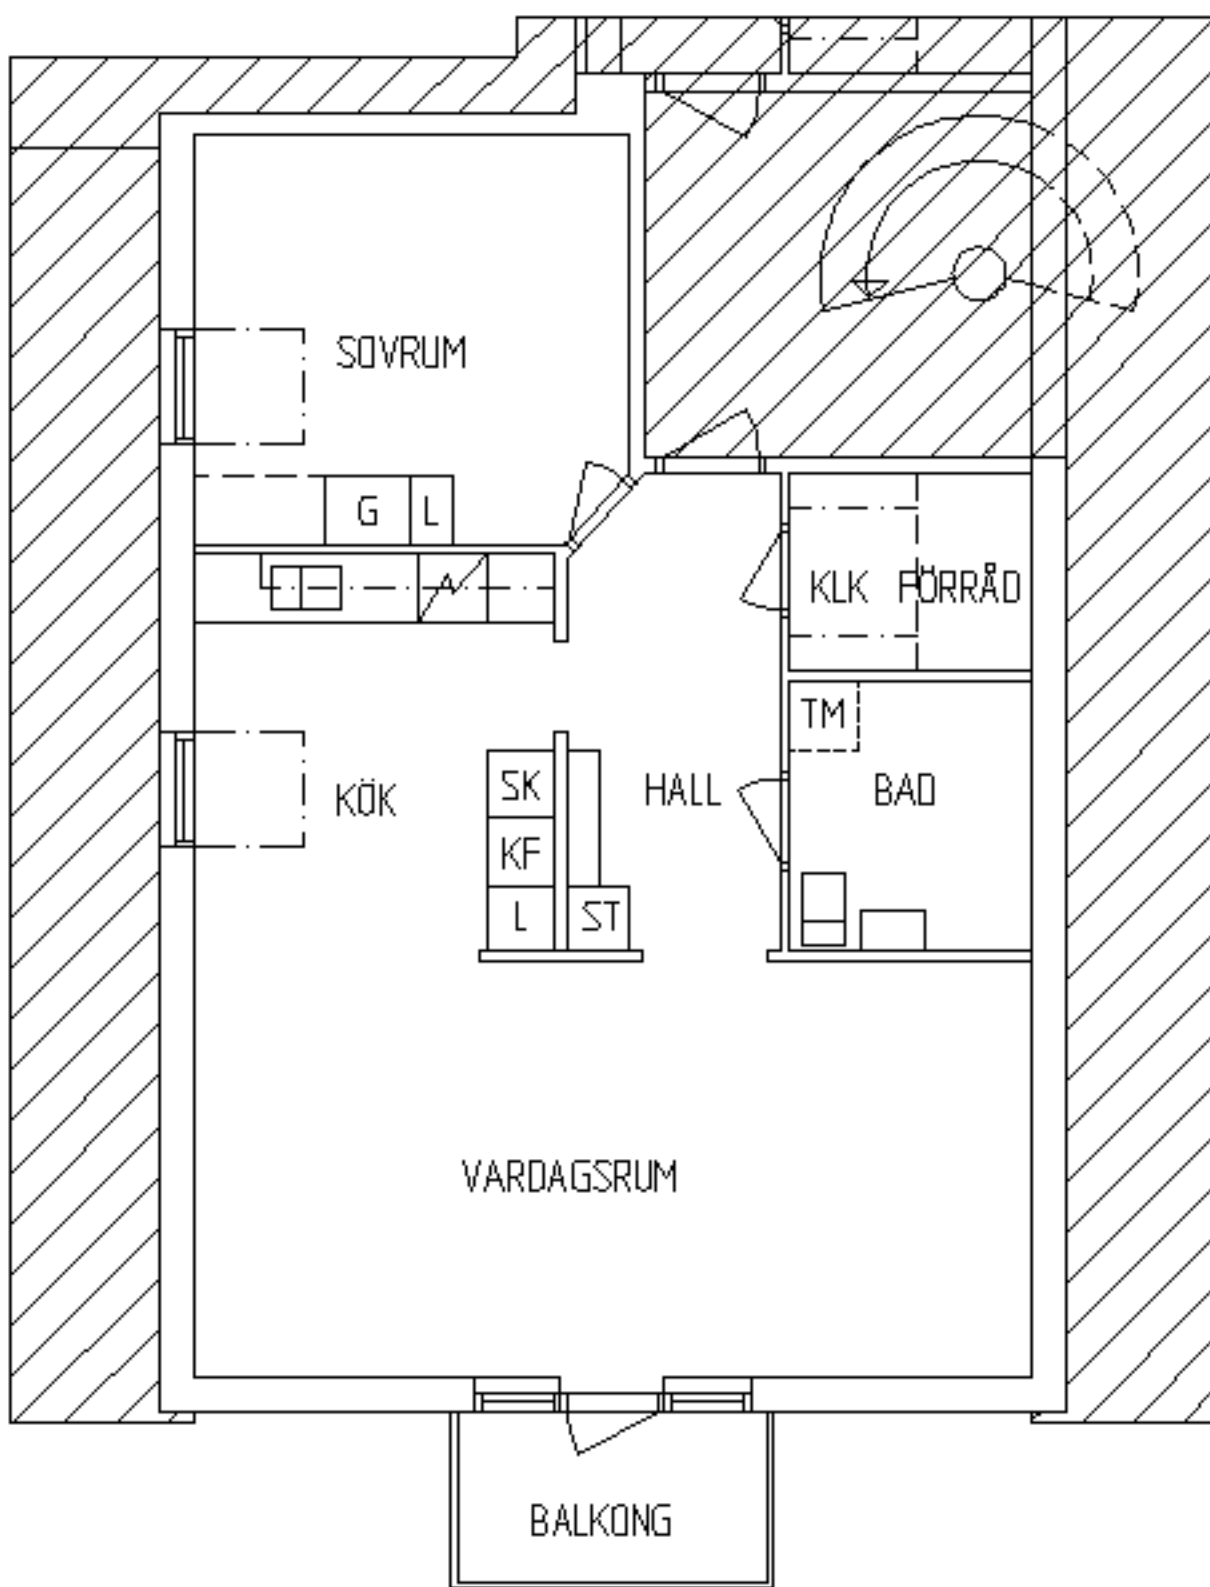 SOVRUM
G L
KLK FÖRRÅD
TM
SK
KÖK
HALL
BAD
KF
L
ST
VARDAGSRUM
BALKONG